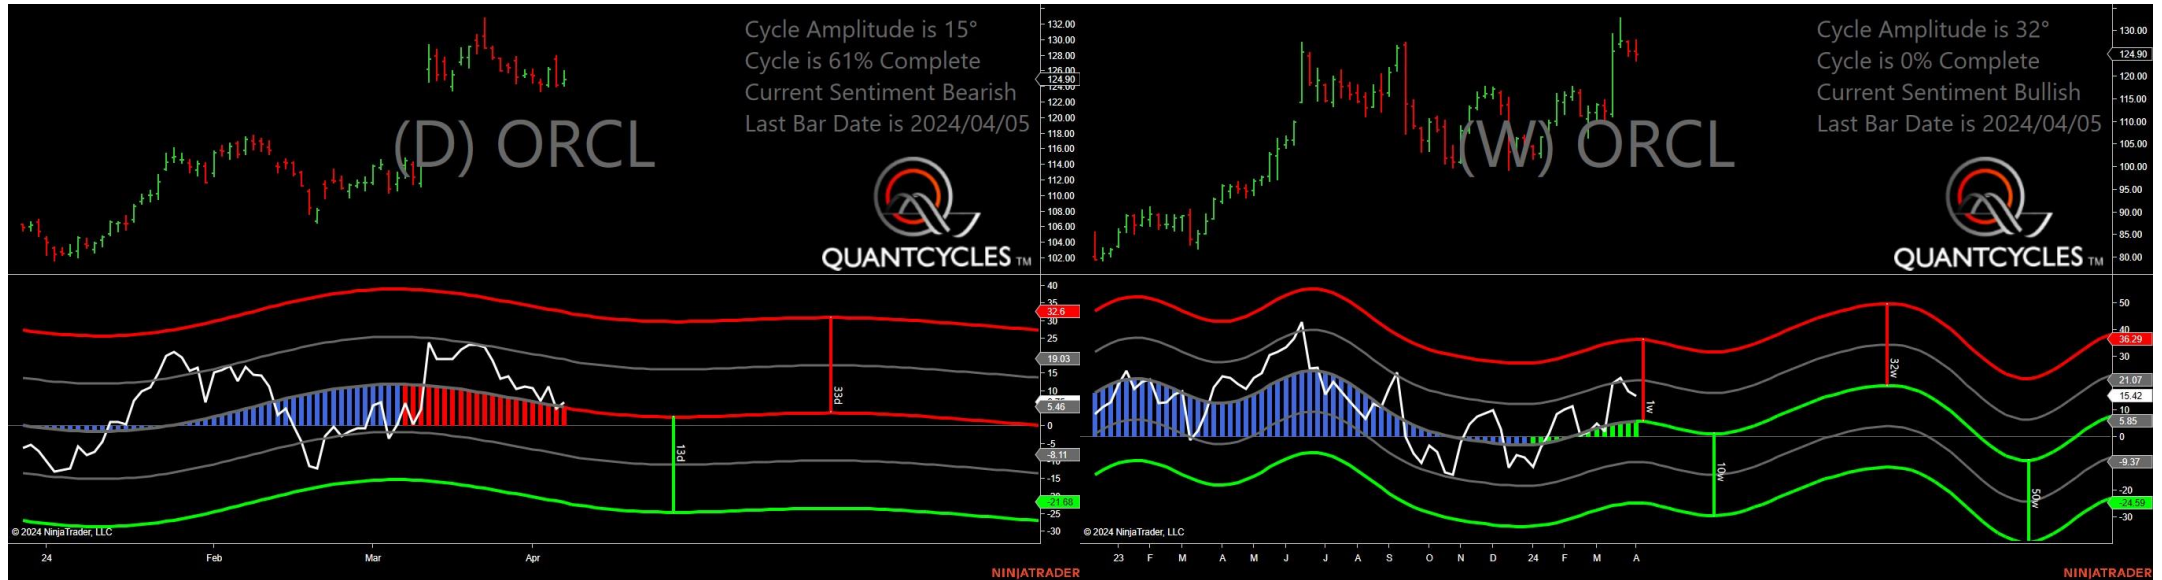 Cycle Amplitude is 15°
Cycle is 61% Complete
Current Sentiment Bearish
Last Bar Date is 2024/04/05
(D) ORCL
QUANTCYCLES TM
132.00
130.00
128.00
126.00
124.90
124.00
122.00
120.00
118.00
116.00
114.00
112.00
110.00
108.00
106.00
104.00
102.00
40
35
32.6
30
25
19.03
15
10
5.46
0
-5
-8.11
-10
-15
-21.68
-25
-30
33d
13d
© 2024 NinjaTrader, LLC
24 Feb Mar Apr
NINJATRADER
Cycle Amplitude is 32°
Cycle is 0% Complete
Current Sentiment Bullish
Last Bar Date is 2024/04/05
(W) ORCL
QUANTCYCLES TM
130.00
124.90
120.00
115.00
110.00
105.00
100.00
95.00
90.00
85.00
80.00
50
40
36.29
30
21.07
15.42
10
5.85
0
-9.37
-20
-24.59
-30
1w
10w
32w
50w
© 2024 NinjaTrader, LLC
23 F M A M J J A S O N D 24 F M A
NINJATRADER